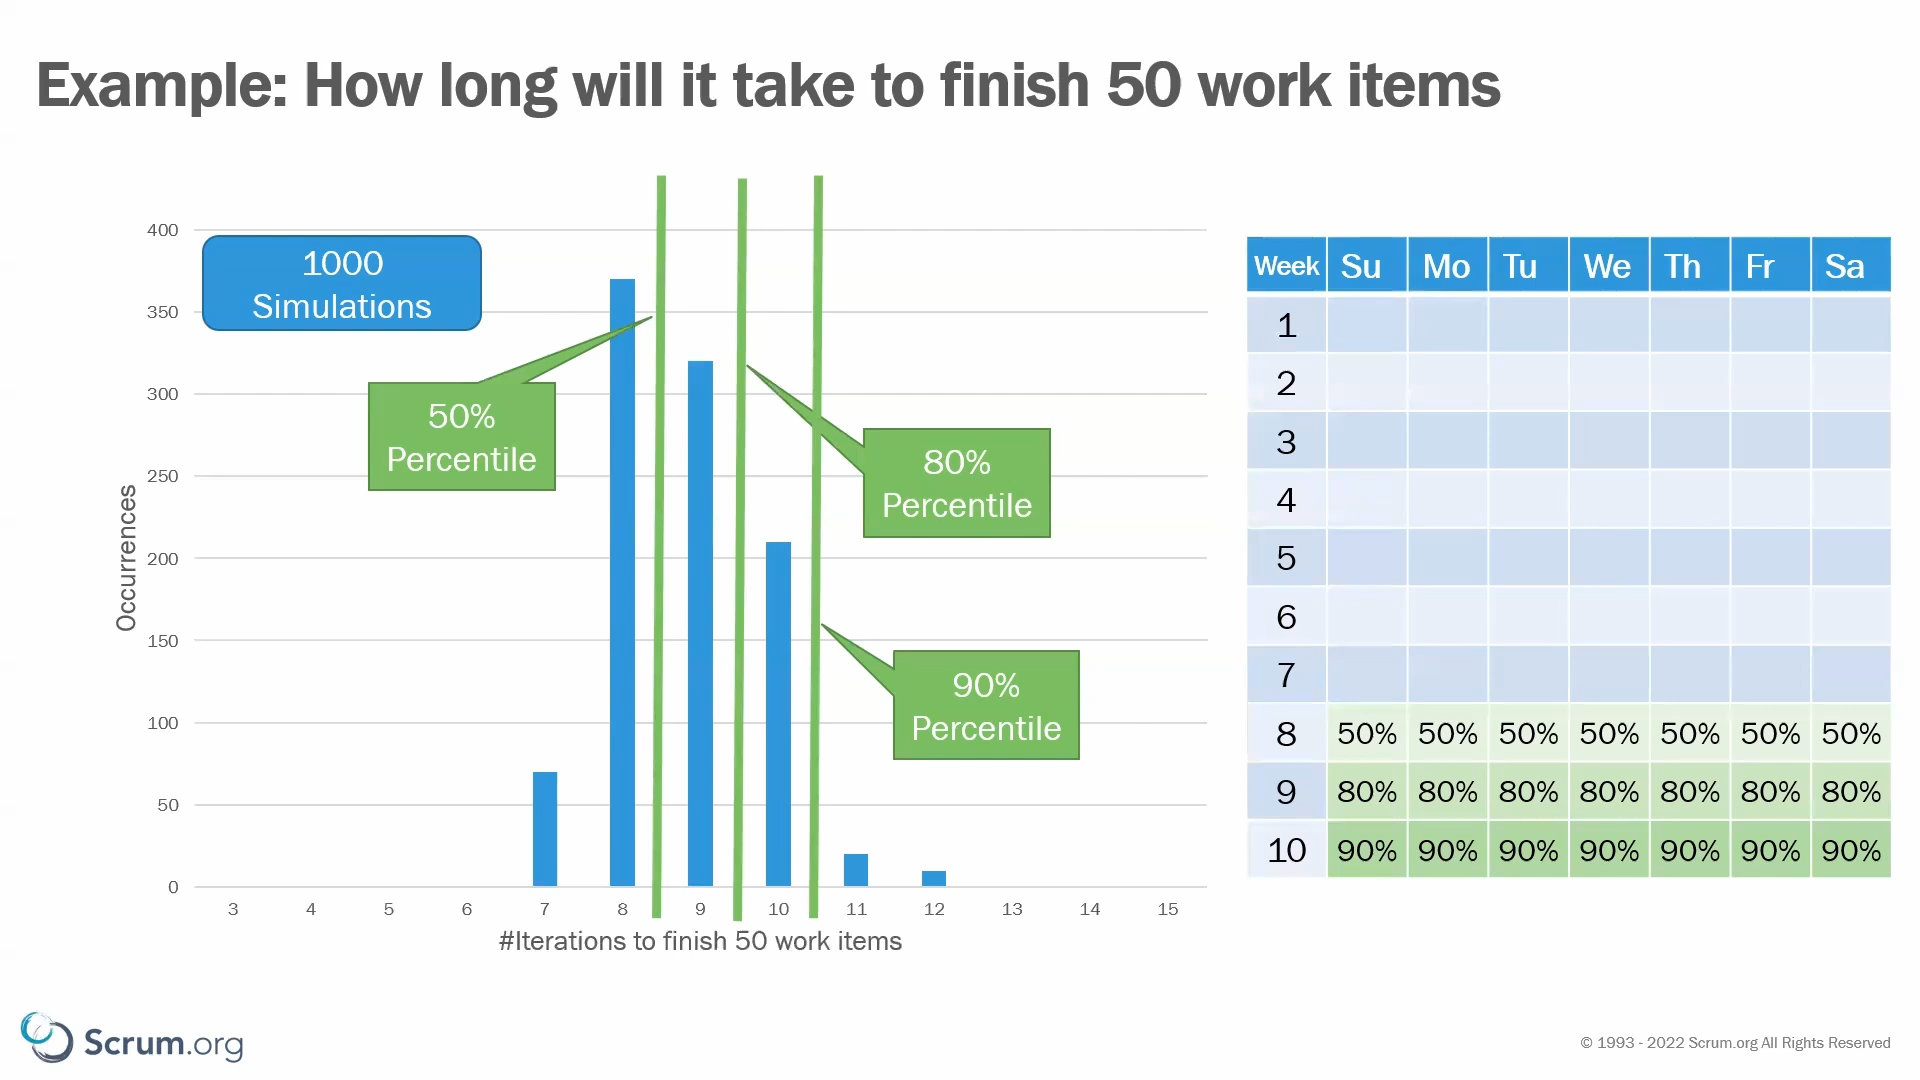 Example: How long will it take to finish 50 work items
1000
Simulations
50%
Percentile
80%
Percentile
90%
Percentile
Occurrences
400
350
300
250
200
150
100
50
0
3 4 5 6 7 8 9 10 11 12 13 14 15
#Iterations to finish 50 work items
Week Su Mo Tu We Th Fr Sa
1
2
3
4
5
6
7
8 50% 50% 50% 50% 50% 50% 50%
9 80% 80% 80% 80% 80% 80% 80%
10 90% 90% 90% 90% 90% 90% 90%
Scrum.org
© 1993 - 2022 Scrum.org All Rights Reserved